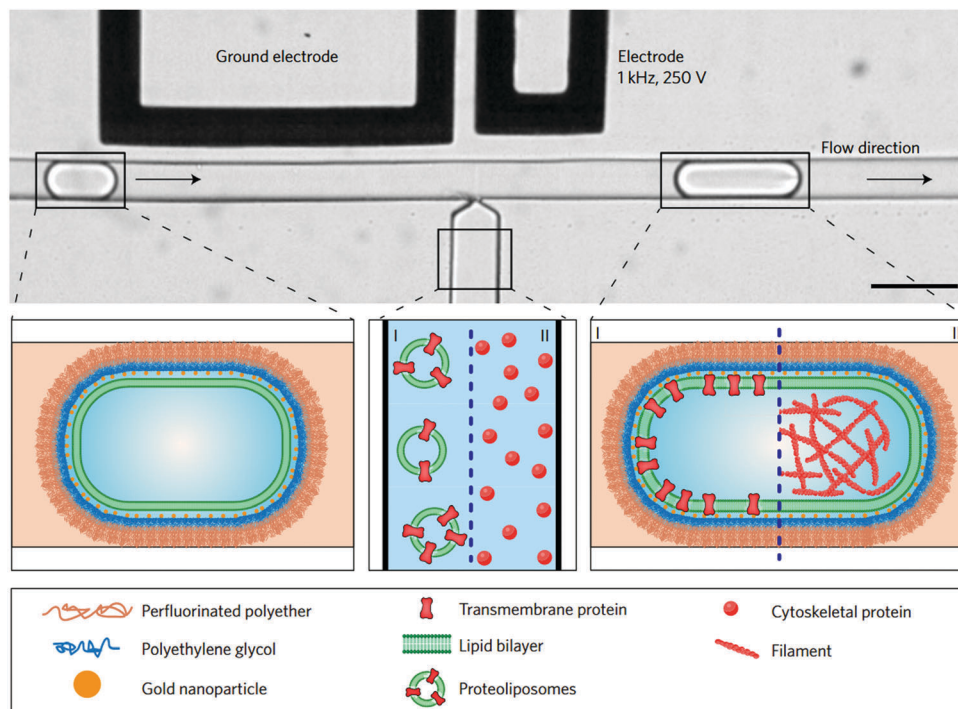 Ground electrode
Electrode
1 kHz, 250 V
Flow direction
I
II
I
I
Perfluorinated polyether
Transmembrane protein
Cytoskeletal protein
Polyethylene glycol
Lipid bilayer
Filament
Gold nanoparticle
Proteoliposomes